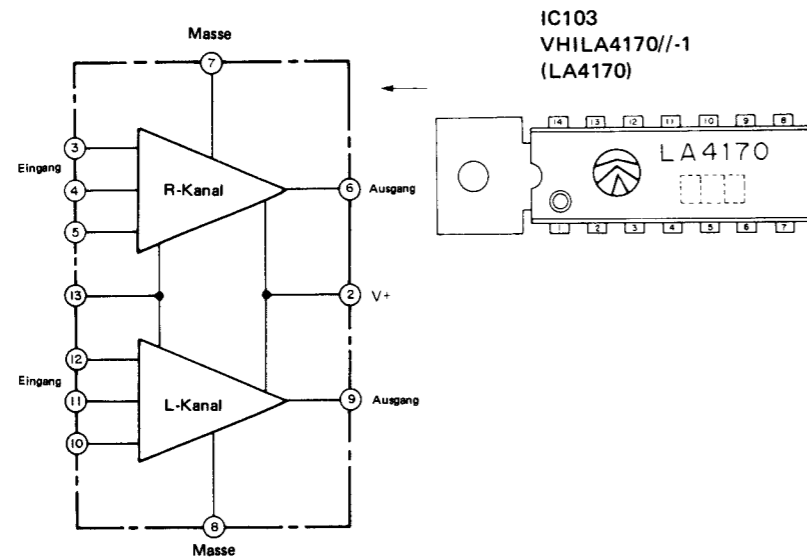 IC103
VHILA4170//-1
(LA4170)
Masse
7
3
Eingang
4
5
R-Kanal
6
Ausgang
13
2
V+
12
Eingang
11
10
L-Kanal
9
Ausgang
8
Masse
14 13 12 11 10 9 8
LA4170
1 2 3 4 5 6 7